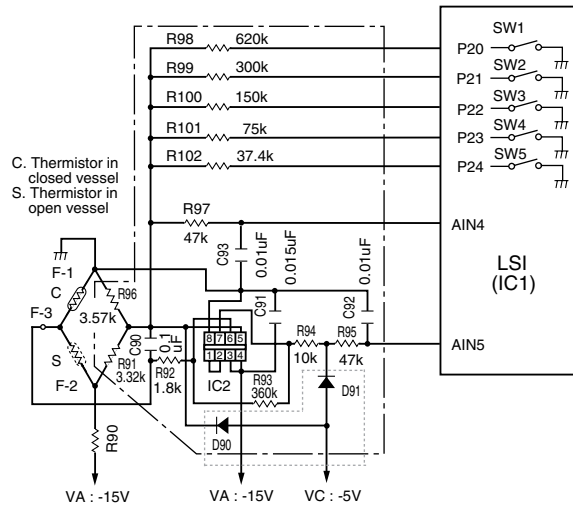 SW1
R98 620k P20
SW2
R99 300k P21
SW3
R100 150k P22
SW4
R101 75k P23
SW5
R102 37.4k P24
C. Thermistor in
closed vessel
S. Thermistor in
open vessel
R97
47k
AIN4
LSI
(IC1)
C93
0.01uF
0.015uF
C91
0.01uF
C92
F-1
C
R96
F-3
3.57k
C90
0.1
uF
8 7 6 5
1 2 3 4
IC2
R94
10k
R95
47k
AIN5
S
R91
3.32k
R92
1.8k
F-2
R93
360k
D91
D90
R90
VA : -15V
VA : -15V
VC : -5V